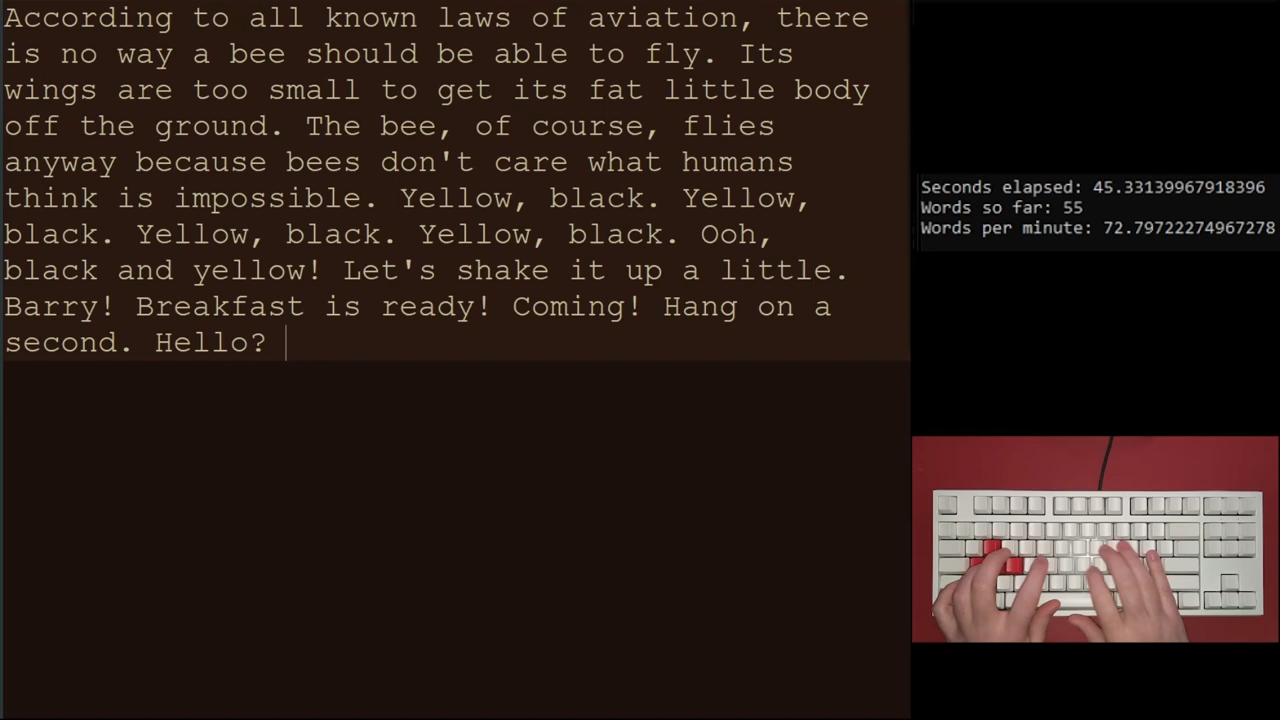 According to all known laws of aviation, there
is no way a bee should be able to fly. Its
wings are too small to get its fat little body
off the ground. The bee, of course, flies
anyway because bees don't care what humans
think is impossible. Yellow, black. Yellow,
black. Yellow, black. Yellow, black. Ooh,
black and yellow! Let's shake it up a little.
Barry! Breakfast is ready! Coming! Hang on a
second. Hello?
Seconds elapsed: 45.33139967918396
Words so far: 55
Words per minute: 72.79722274967278